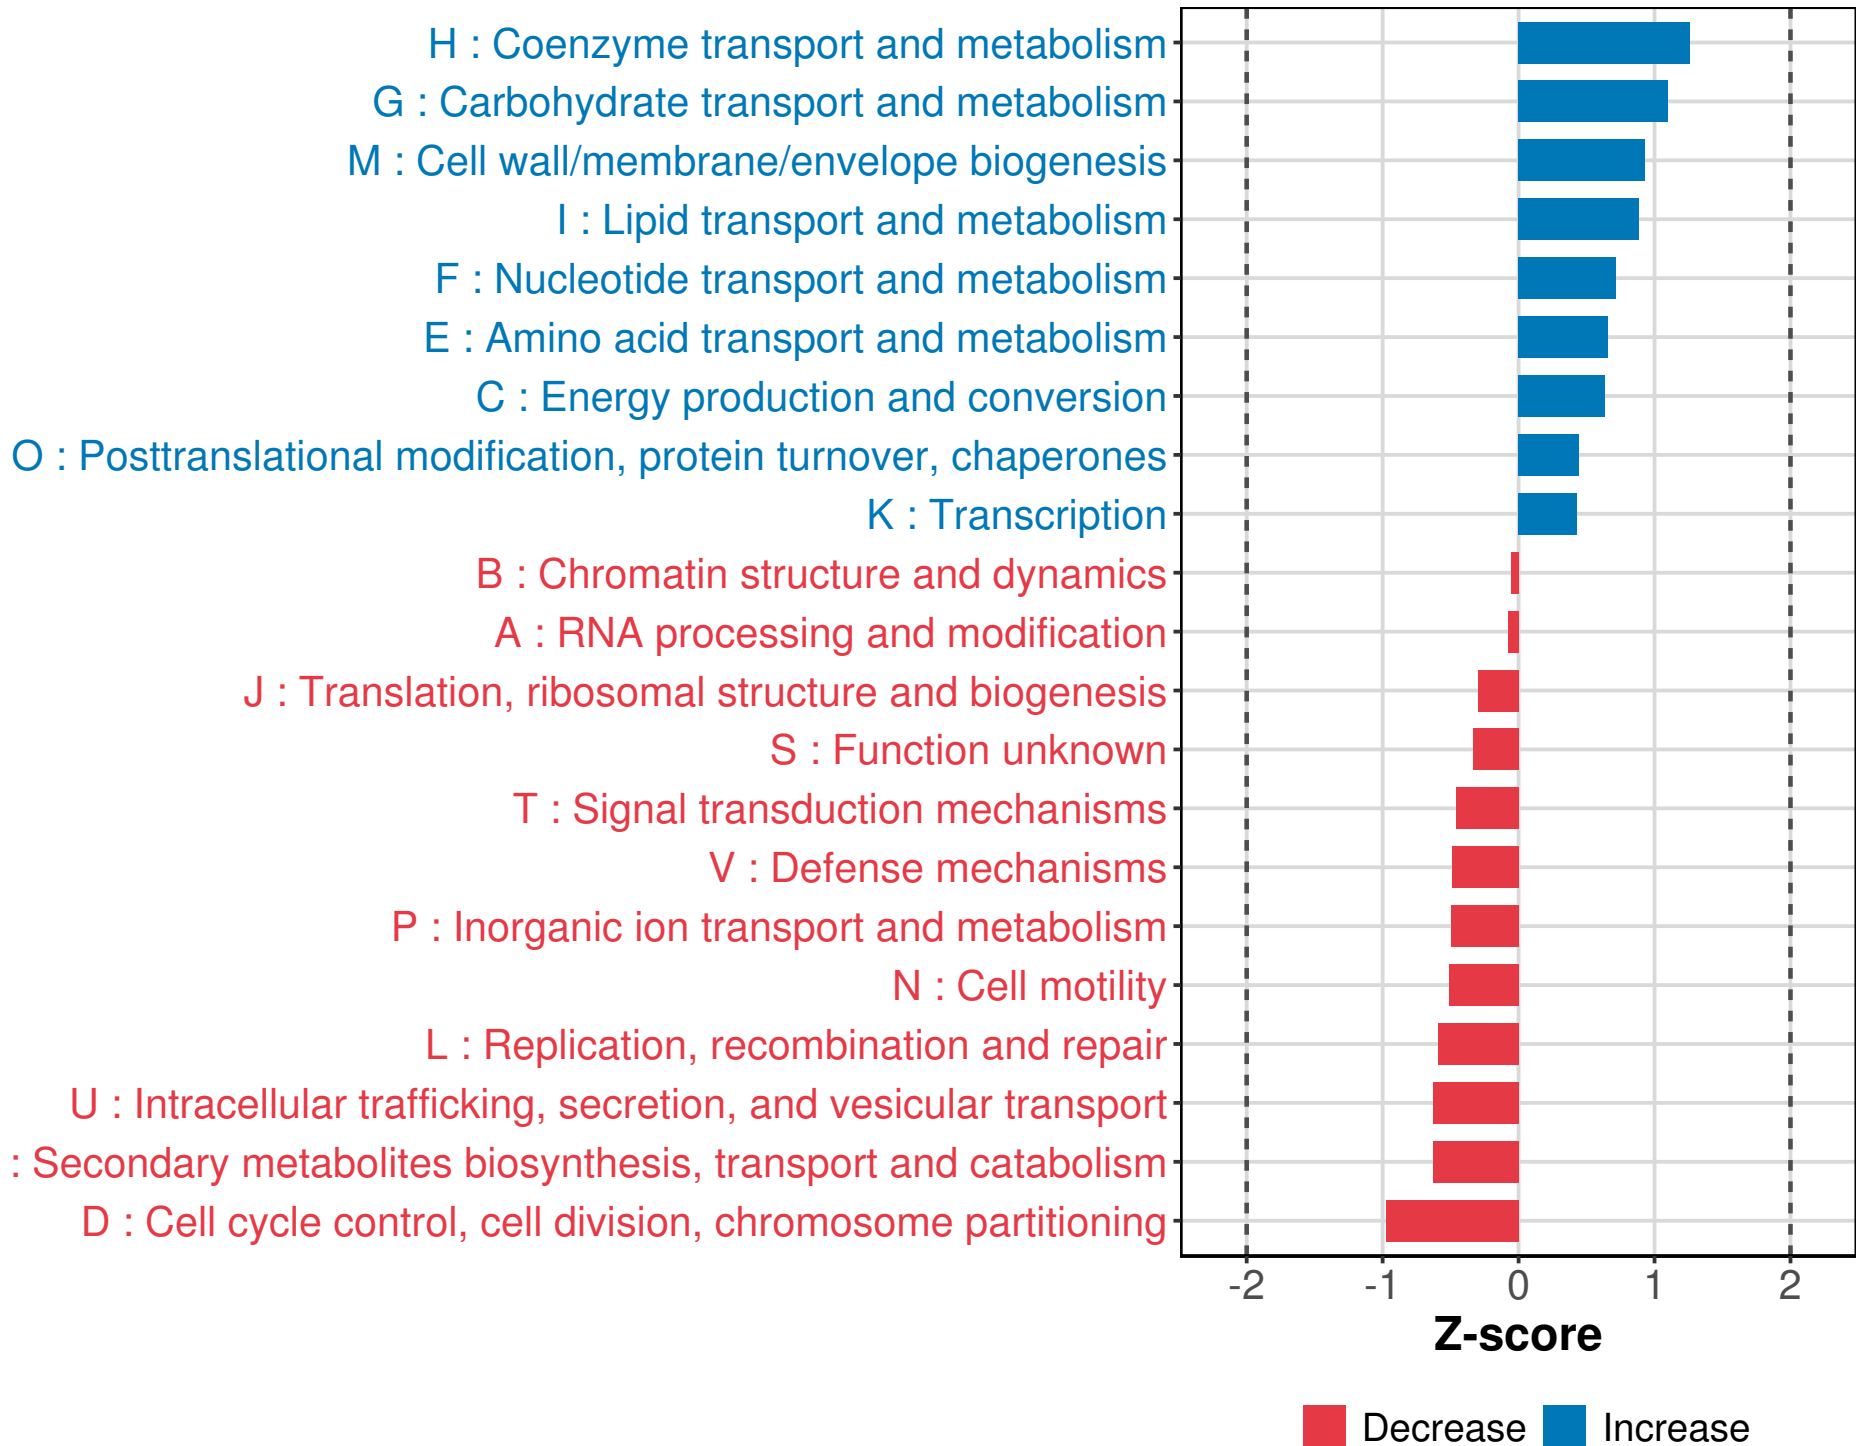 H : Coenzyme transport and metabolism
G : Carbohydrate transport and metabolism
M : Cell wall/membrane/envelope biogenesis
I : Lipid transport and metabolism
F : Nucleotide transport and metabolism
E : Amino acid transport and metabolism
C : Energy production and conversion
O : Posttranslational modification, protein turnover, chaperones
K : Transcription
B : Chromatin structure and dynamics
A : RNA processing and modification
J : Translation, ribosomal structure and biogenesis
S : Function unknown
T : Signal transduction mechanisms
V : Defense mechanisms
P : Inorganic ion transport and metabolism
N : Cell motility
L : Replication, recombination and repair
U : Intracellular trafficking, secretion, and vesicular transport
: Secondary metabolites biosynthesis, transport and catabolism
D : Cell cycle control, cell division, chromosome partitioning
-2 -1 0 1 2
Z-score
Decrease Increase